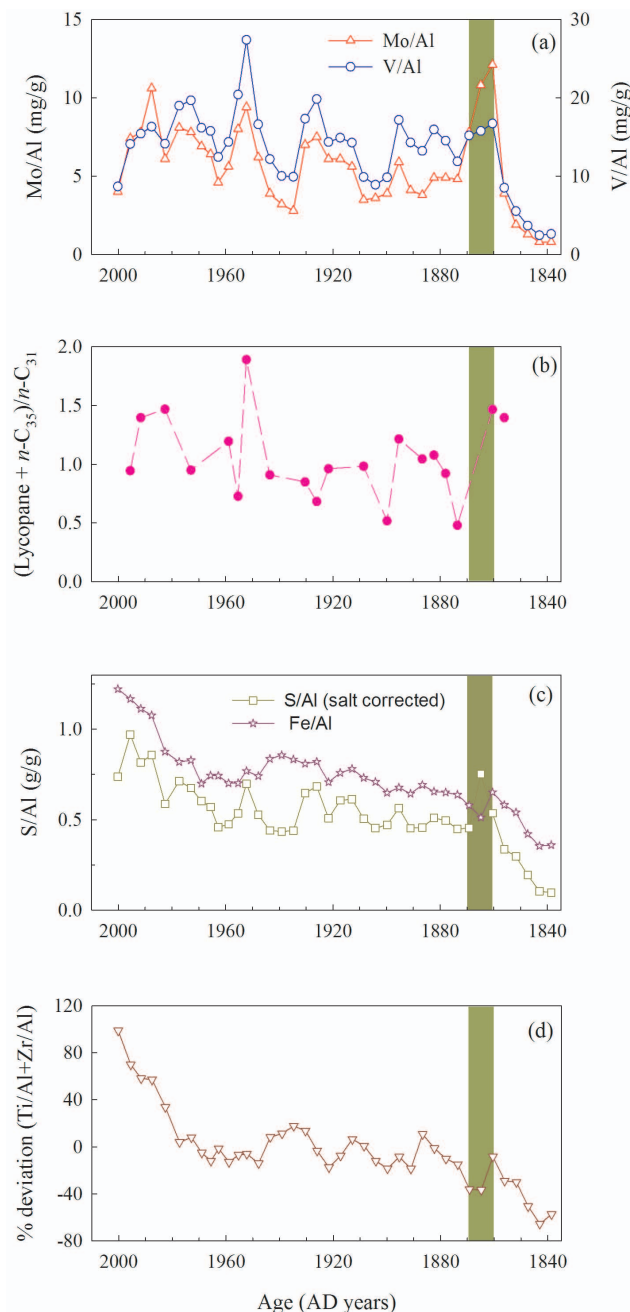 15
30
Mo/Al
(a)
V/Al
10
20
Mo/Al (mg/g)
V/Al (mg/g)
5
10
0
0
2000 1960 1920 1880 1840
2.0
(b)
1.5
1.0
(Lycopane + n-C35)/n-C31
0.5
0.0
2000 1960 1920 1880 1840
S/Al (salt corrected)
(c)
Fe/Al
1.0
S/Al (g/g)
0.5
0.0
2000 1960 1920 1880 1840
120
(d)
80
40
% deviation (Ti/Al+Zr/Al)
0
-40
-80
2000 1960 1920 1880 1840
Age (AD years)